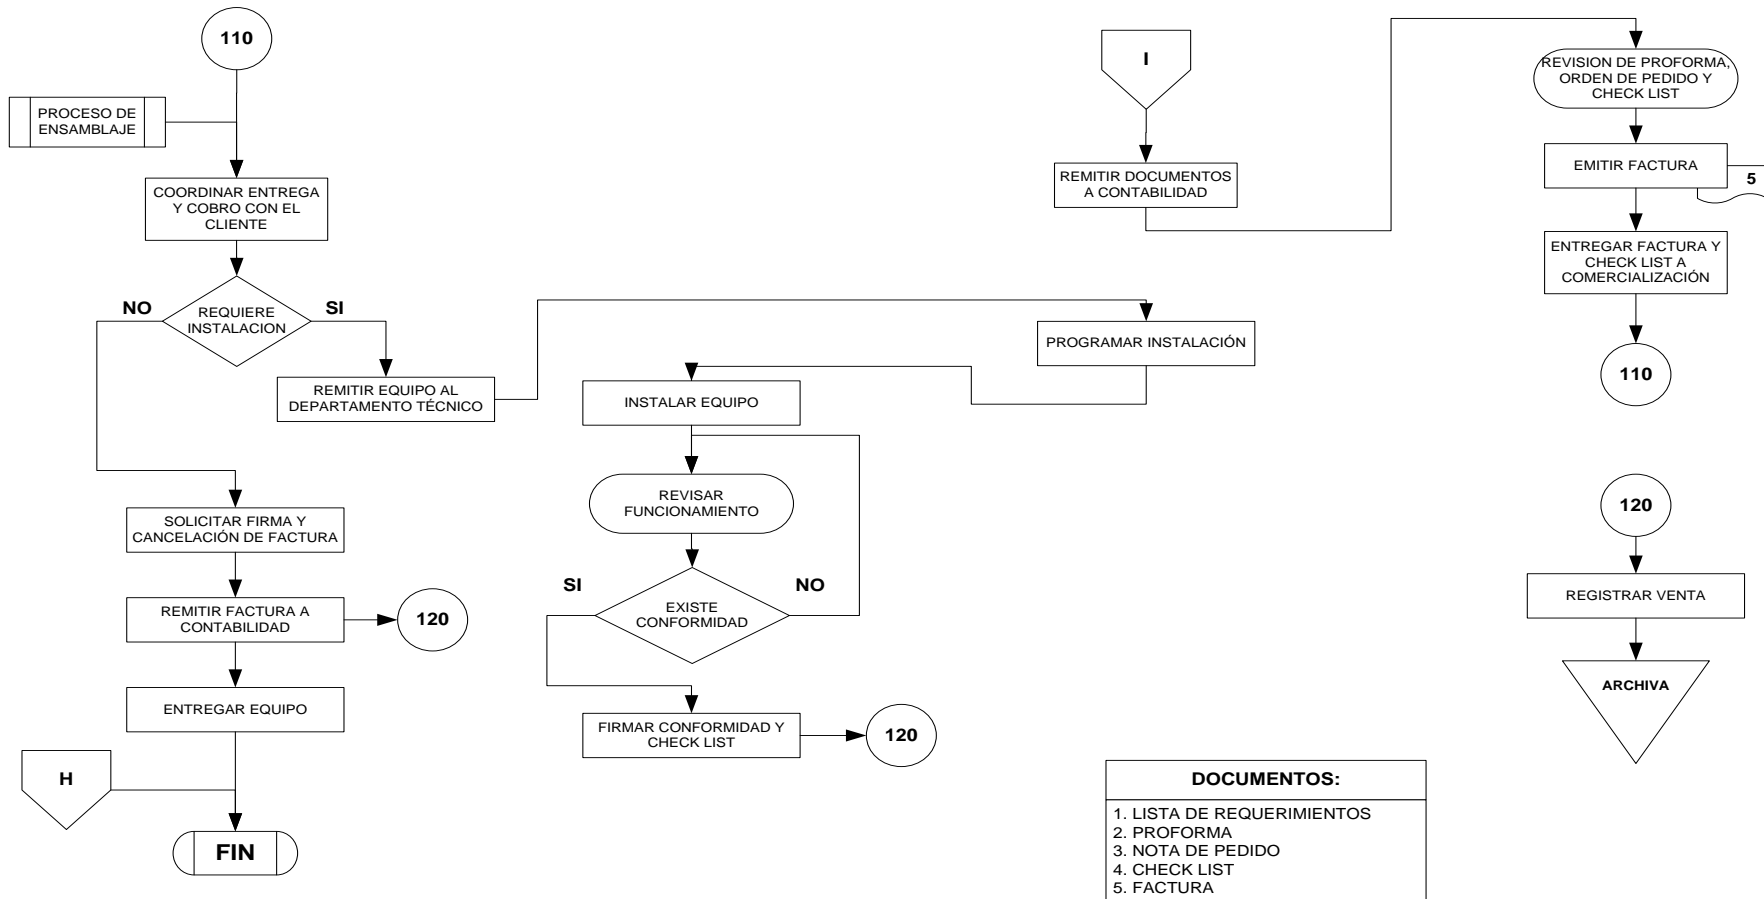 110
PROCESO DE
ENSAMBLAJE
COORDINAR ENTREGA
Y COBRO CON EL
CLIENTE
NO
REQUIERE
INSTALACION
SI
REMITIR EQUIPO AL
DEPARTAMENTO TÉCNICO
SOLICITAR FIRMA Y
CANCELACIÓN DE FACTURA
REMITIR FACTURA A
CONTABILIDAD
120
ENTREGAR EQUIPO
H
FIN
INSTALAR EQUIPO
REVISAR
FUNCIONAMIENTO
SI
EXISTE
CONFORMIDAD
NO
FIRMAR CONFORMIDAD Y
CHECK LIST
120
I
REMITIR DOCUMENTOS
A CONTABILIDAD
PROGRAMAR INSTALACIÓN
REVISION DE PROFORMA,
ORDEN DE PEDIDO Y
CHECK LIST
EMITIR FACTURA
5
ENTREGAR FACTURA Y
CHECK LIST A
COMERCIALIZACIÓN
110
120
REGISTRAR VENTA
ARCHIVA
DOCUMENTOS:
1. LISTA DE REQUERIMIENTOS
2. PROFORMA
3. NOTA DE PEDIDO
4. CHECK LIST
5. FACTURA